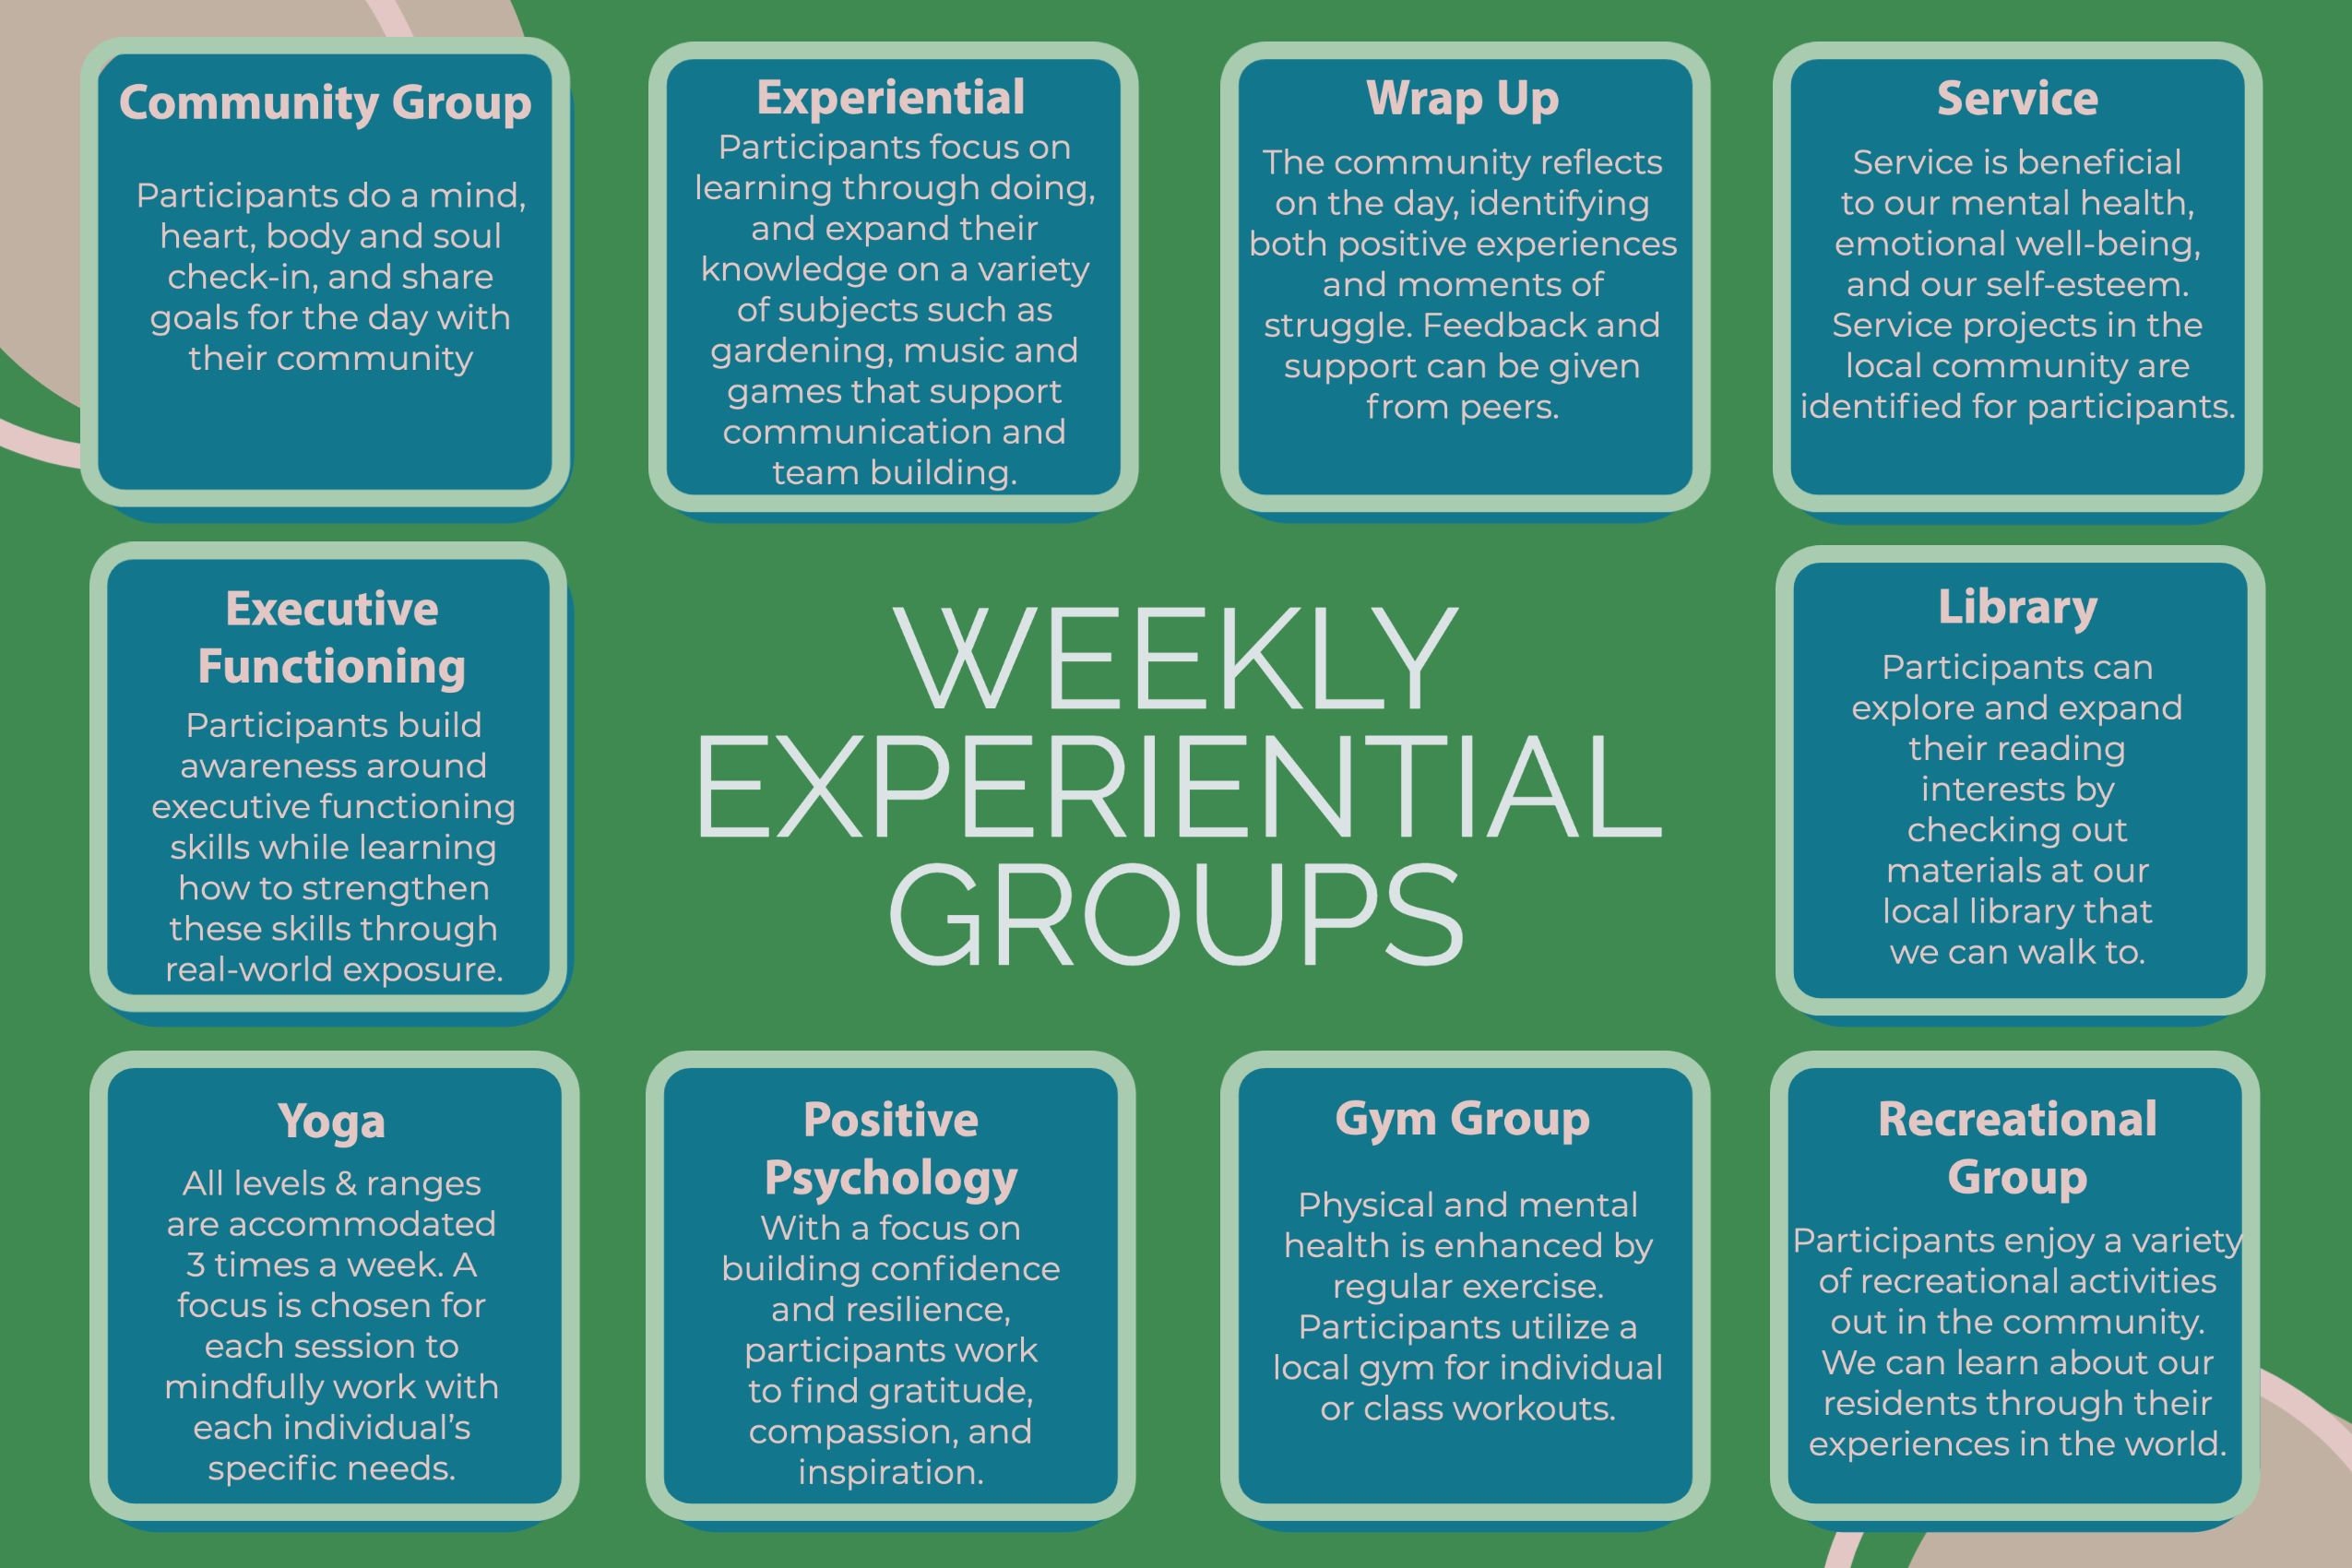 Community Group
Participants do a mind,
heart, body and soul
check-in, and share
goals for the day with
their community
Experiential
Participants focus on
learning through doing,
and expand their
knowledge on a variety
of subjects such as
gardening, music and
games that support
communication and
team building.
Wrap Up
The community reflects
on the day, identifying
both positive experiences
and moments of
struggle. Feedback and
support can be given
from peers.
Service
Service is beneficial
to our mental health,
emotional well-being,
and our self-esteem.
Service projects in the
local community are
identified for participants.
Executive
Functioning
Participants build
awareness around
executive functioning
skills while learning
how to strengthen
these skills through
real-world exposure.
WEEKLY
EXPERIENTIAL
GROUPS
Library
Participants can
explore and expand
their reading
interests by
checking out
materials at our
local library that
we can walk to.
Yoga
All levels & ranges
are accommodated
3 times a week. A
focus is chosen for
each session to
mindfully work with
each individual’s
specific needs.
Positive
Psychology
With a focus on
building confidence
and resilience,
participants work
to find gratitude,
compassion, and
inspiration.
Gym Group
Physical and mental
health is enhanced by
regular exercise.
Participants utilize a
local gym for individual
or class workouts.
Recreational
Group
Participants enjoy a variety
of recreational activities
out in the community.
We can learn about our
residents through their
experiences in the world.